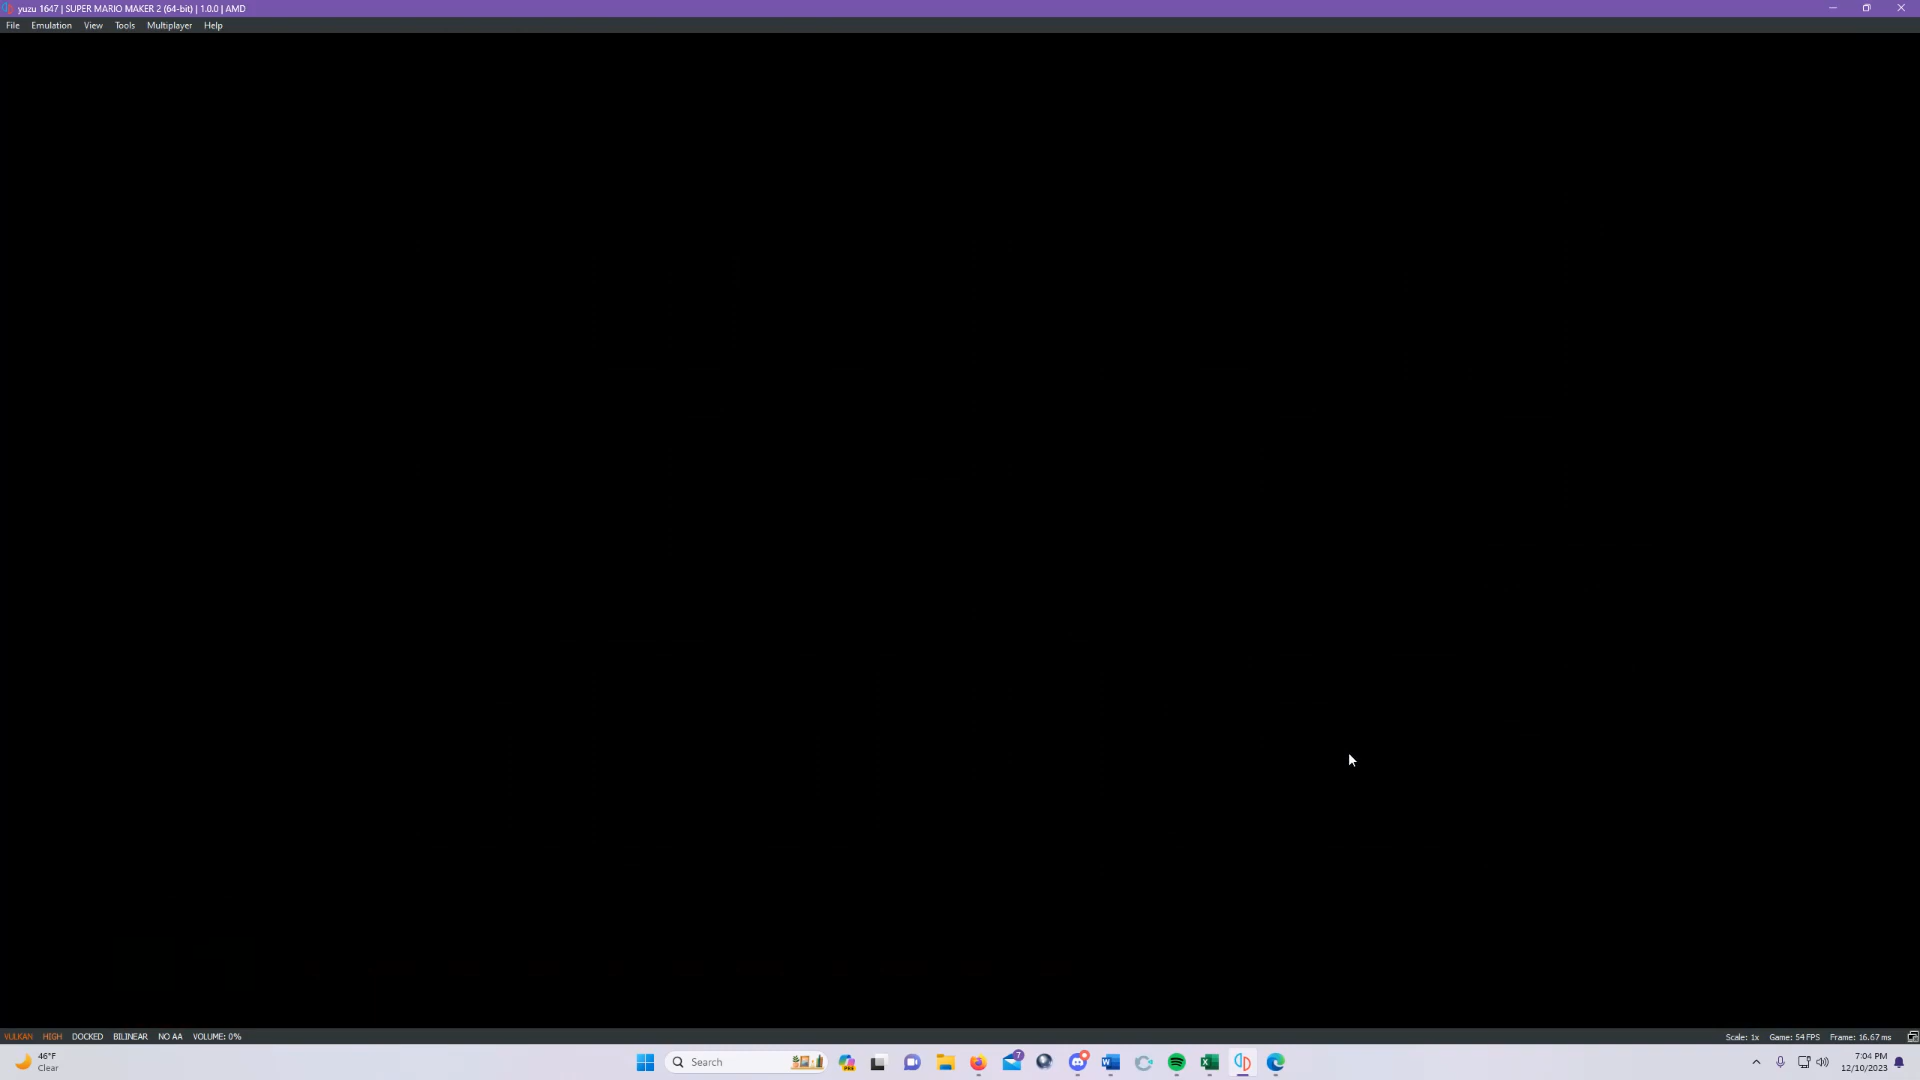 yuzu 1647 | SUPER MARIO MAKER 2 (64-bit) | 1.0.0 | AMD
File Emulation View Tools Multiplayer Help
VULKAN HIGH DOCKED BILINEAR NO AA VOLUME: 0% Scale: 1x Game: 54 FPS Frame: 16.67 ms
46°F
Clear
Search
PRE
7
7:04 PM
12/10/2023